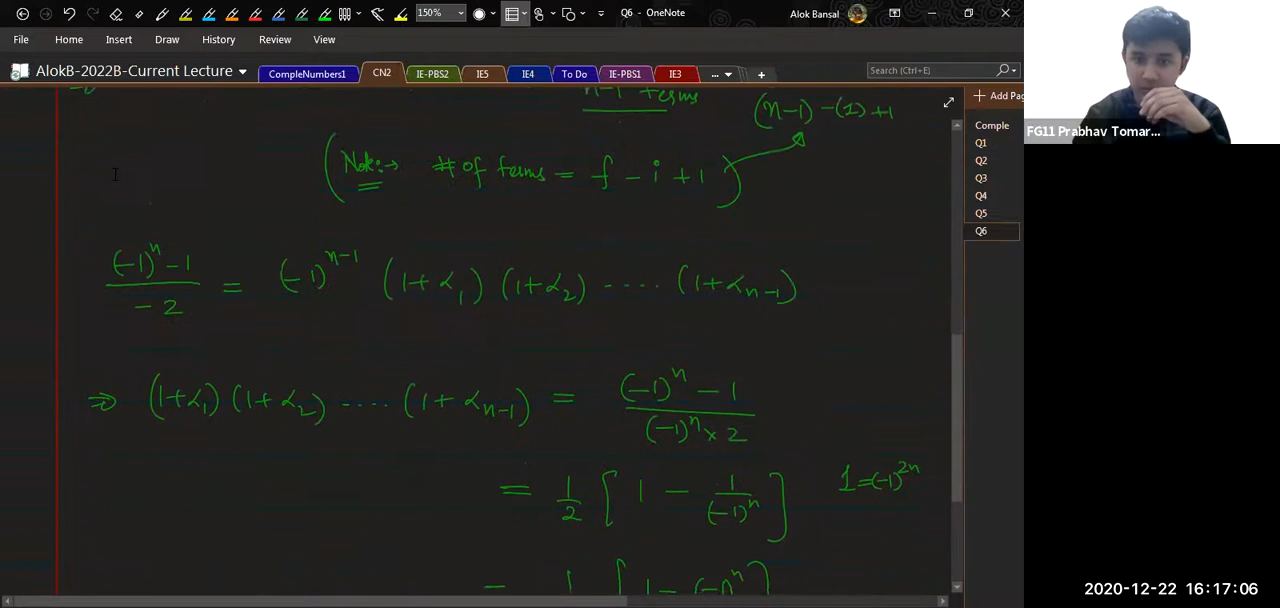 150%
Q6 - OneNote
Alok Bansal
File Home Insert Draw History Review View
AlokB-2022B-Current Lecture
CompleNumbers1 CN2 IE-PBS2 IE5 IE4 To Do IE-PBS1 IE3 ...
Search (Ctrl+E)
Add Pag
Comple
Q1
Q2
Q3
Q4
Q5
Q6
FG11 Prabhav Tomar...
n-1 terms
(n-1) - (1) + 1
(Note:→ # of terms = f - i + 1)
((-1)^n - 1)/(-2) = (-1)^(n-1) (1+α_1) (1+α_2) ..... (1+α_(n-1))
⇒ (1+α_1) (1+α_2) ..... (1+α_(n-1)) = ((-1)^n - 1)/((-1)^n × 2)
= 1/2 [1 - 1/(-1)^n] 1 = (-1)^(2n)
= 1 [1 - (-1)^n]
2020-12-22 16:17:06